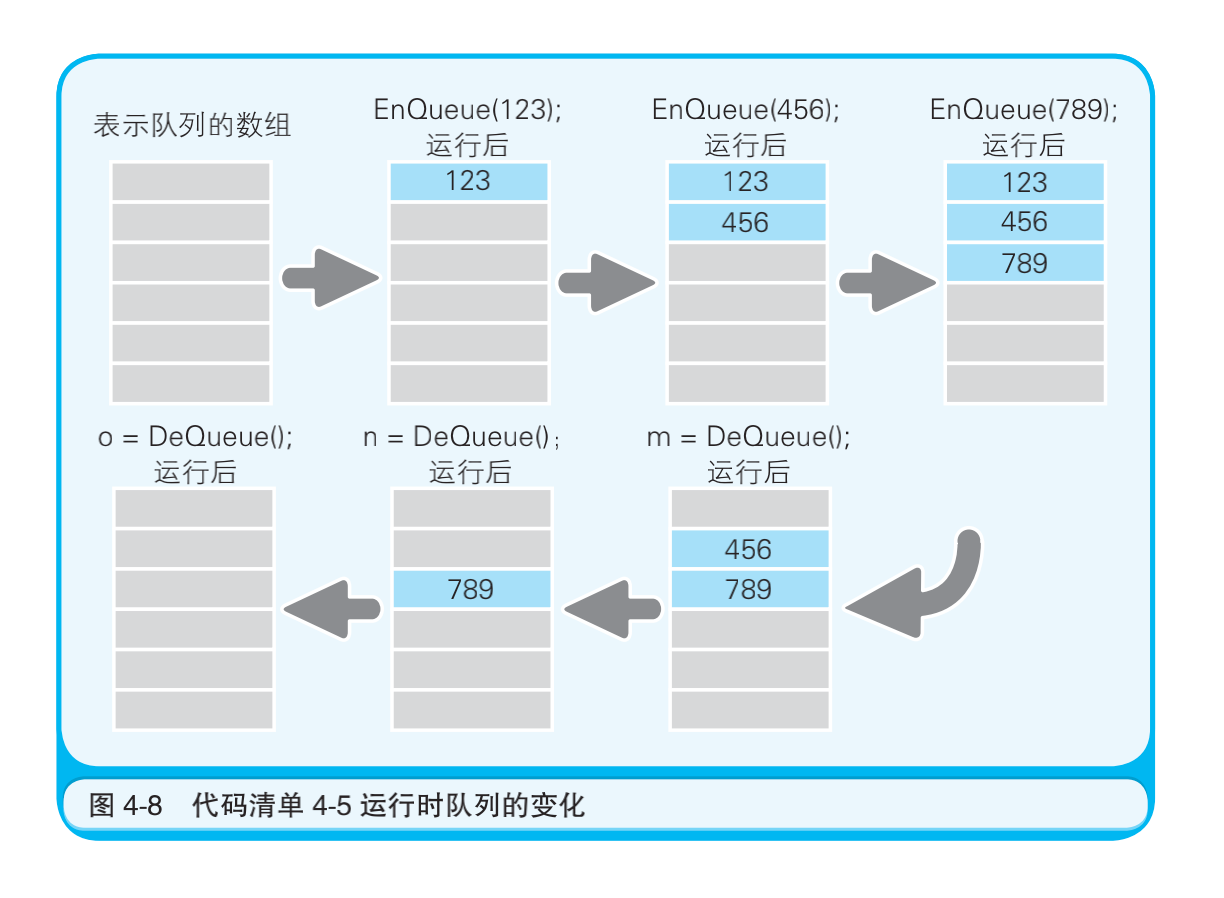 表示队列的数组
EnQueue(123);
运行后
123
EnQueue(456);
运行后
123
456
EnQueue(789);
运行后
123
456
789
o = DeQueue();
运行后
n = DeQueue();
运行后
789
m = DeQueue();
运行后
456
789
图 4-8 代码清单 4-5 运行时队列的变化